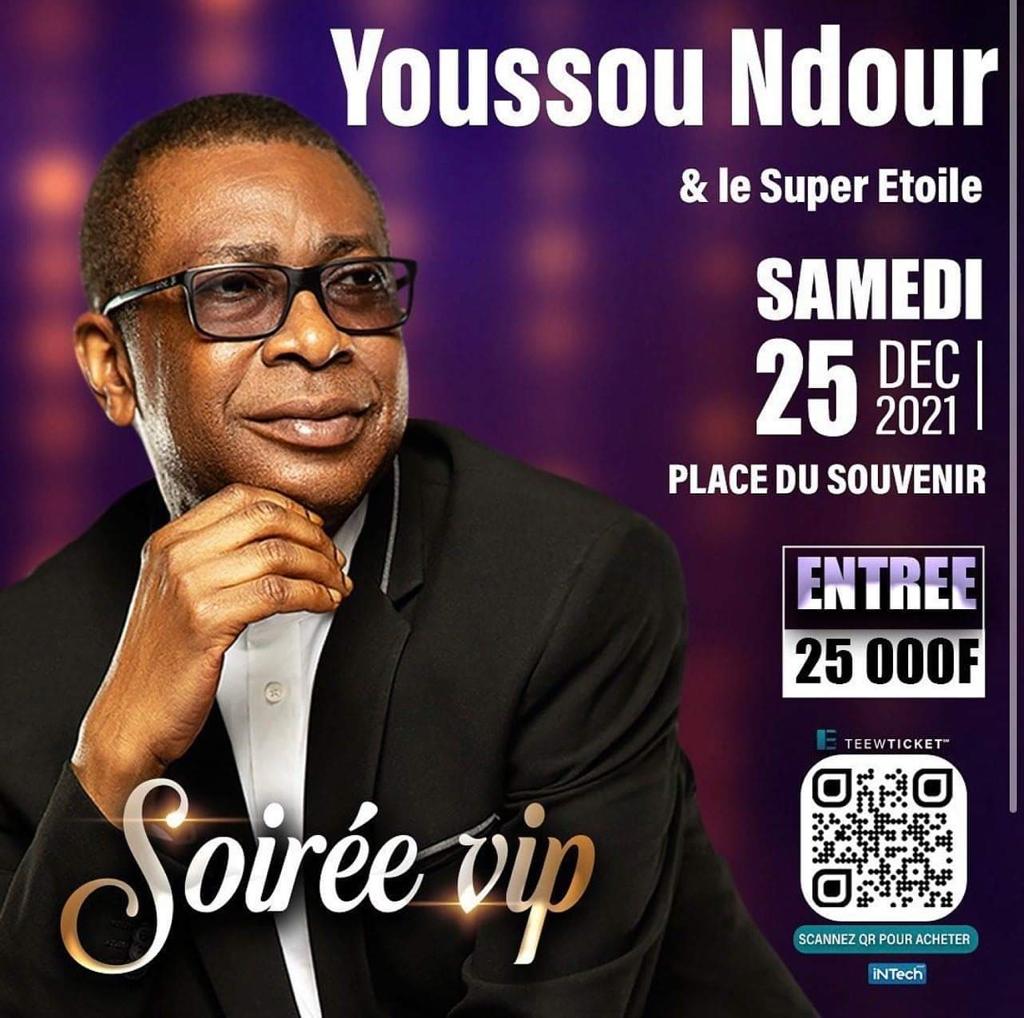 Youssou Ndour
& le Super Etoile
SAMEDI
25 DEC
2021
PLACE DU SOUVENIR
ENTREE
25 000F
TEEWTICKET™
SCANNEZ QR POUR ACHETER
iNTech
Soirée vip